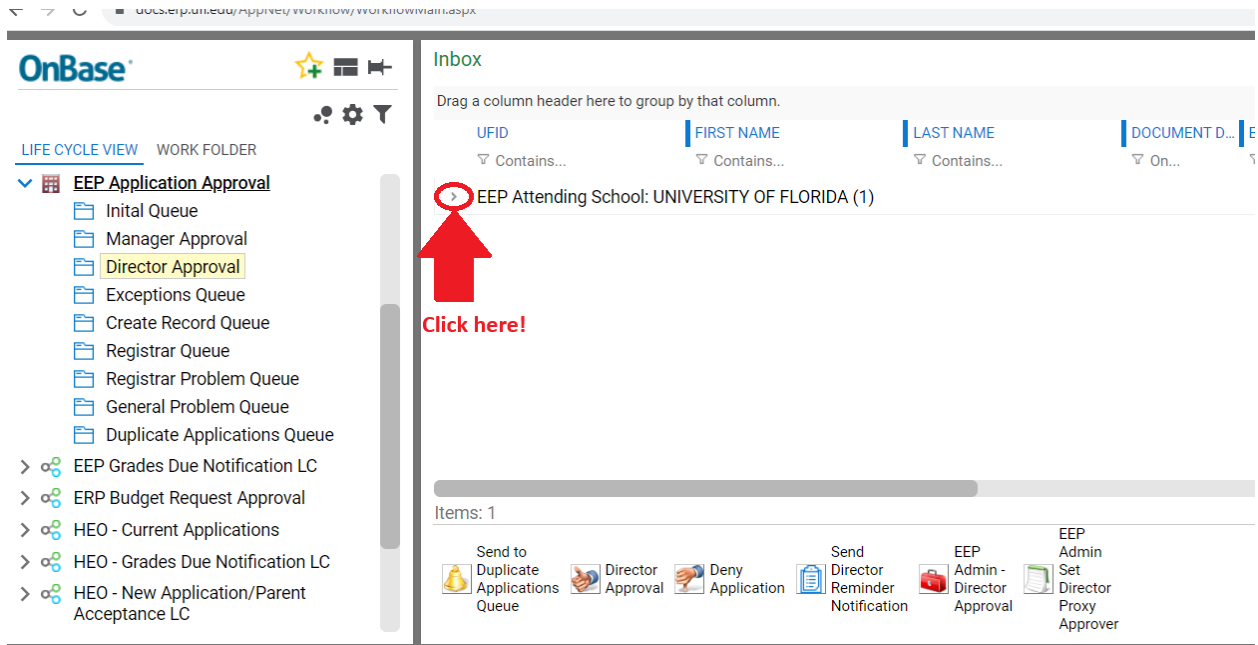 docs.erp.ufl.edu/AppNet/Workflow/WorkflowMain.aspx
OnBase
LIFE CYCLE VIEW WORK FOLDER
EEP Application Approval
Inital Queue
Manager Approval
Director Approval
Exceptions Queue
Create Record Queue
Registrar Queue
Registrar Problem Queue
General Problem Queue
Duplicate Applications Queue
EEP Grades Due Notification LC
ERP Budget Request Approval
HEO - Current Applications
HEO - Grades Due Notification LC
HEO - New Application/Parent
Acceptance LC
Inbox
Drag a column header here to group by that column.
UFID FIRST NAME LAST NAME DOCUMENT D... E
Contains... Contains... Contains... On...
EEP Attending School: UNIVERSITY OF FLORIDA (1)
Click here!
Items: 1
Send to
Duplicate
Applications
Queue
Director
Approval
Deny
Application
Send
Director
Reminder
Notification
EEP
Admin -
Director
Approval
EEP
Admin
Set
Director
Proxy
Approver